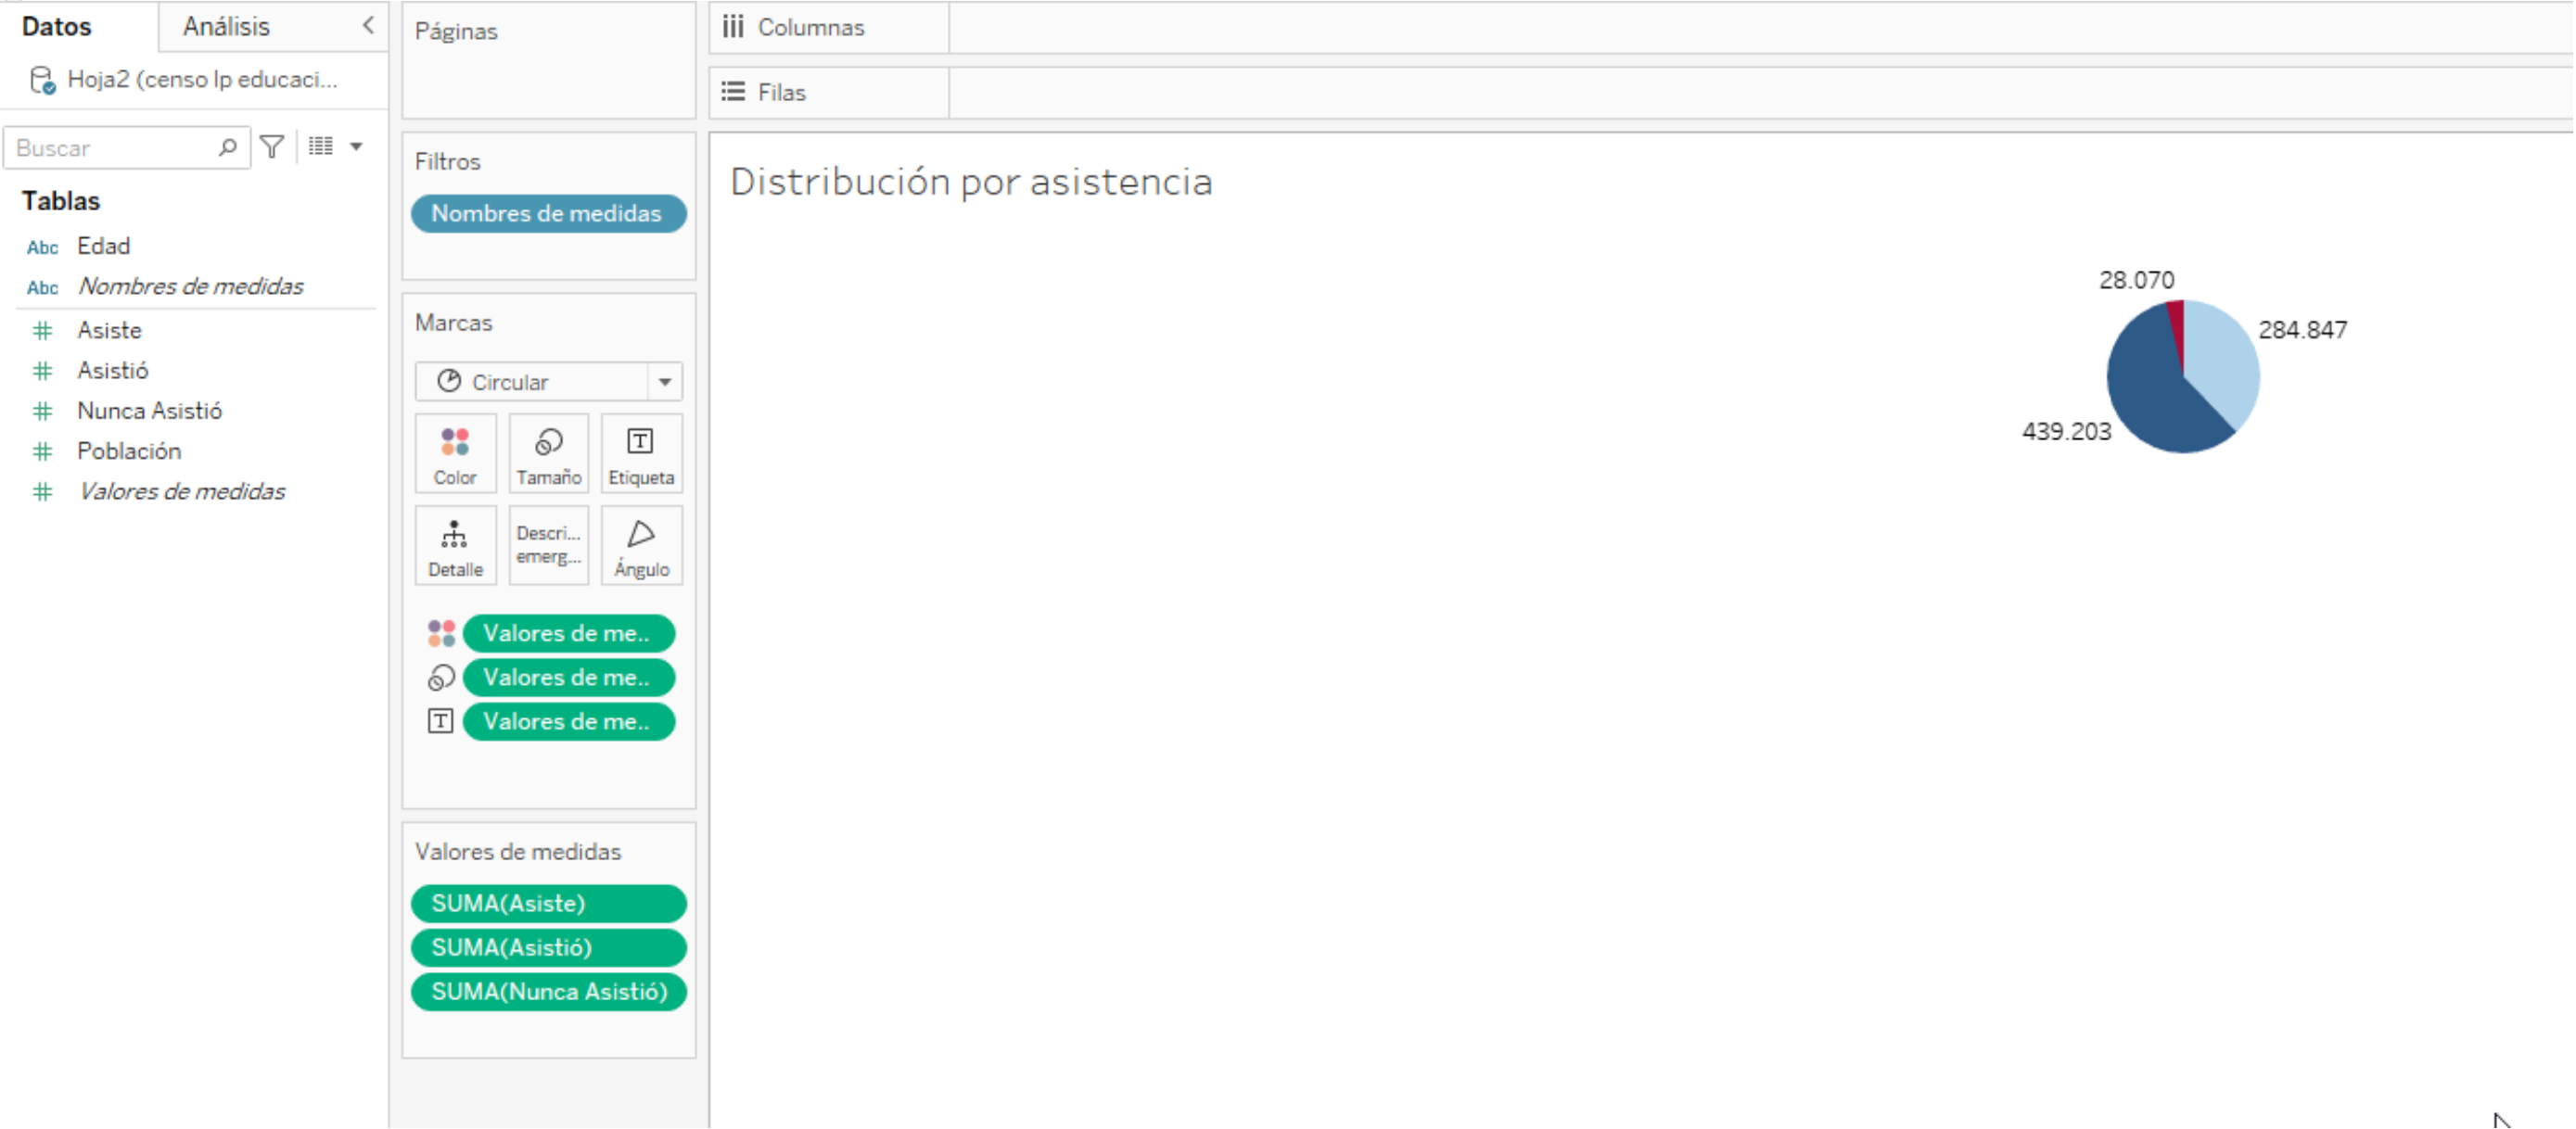 Datos
Análisis
Hoja2 (censo lp educaci...
Buscar
Tablas
Abc Edad
Abc Nombres de medidas
# Asiste
# Asistió
# Nunca Asistió
# Población
# Valores de medidas
Páginas
Filtros
Nombres de medidas
Marcas
Circular
Color
Tamaño
Etiqueta
Detalle
Descri...
emerg...
Ángulo
Valores de me..
Valores de me..
Valores de me..
Valores de medidas
SUMA(Asiste)
SUMA(Asistió)
SUMA(Nunca Asistió)
Columnas
Filas
Distribución por asistencia
28.070
284.847
439.203